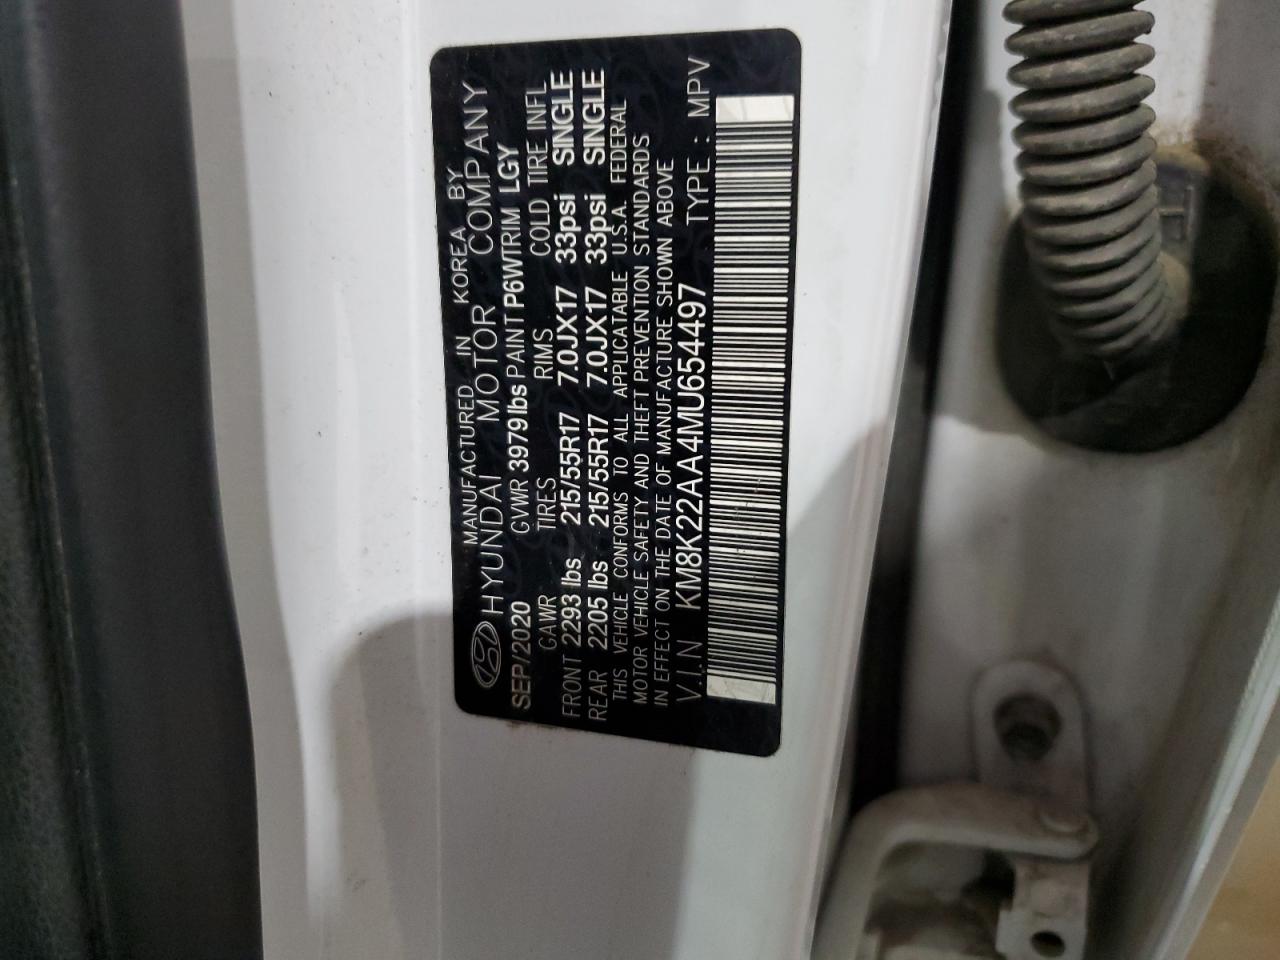 MANUFACTURED IN KOREA BY
HYUNDAI MOTOR COMPANY
SEP/2020 GVWR 3979lbs PAINT P6W TRIM LGY
GAWR TIRES RIMS COLD TIRE INFL
FRONT 2293 lbs 215/55R17 7.0JX17 33psi SINGLE
REAR 2205 lbs 215/55R17 7.0JX17 33psi SINGLE
THIS VEHICLE CONFORMS TO ALL APPLICATABLE U.S.A. FEDERAL
MOTOR VEHICLE SAFETY AND THEFT PREVENTION STANDARDS
IN EFFECT ON THE DATE OF MANUFACTURE SHOWN ABOVE
V.I.N KM8K22AA4MU654497 TYPE : MPV